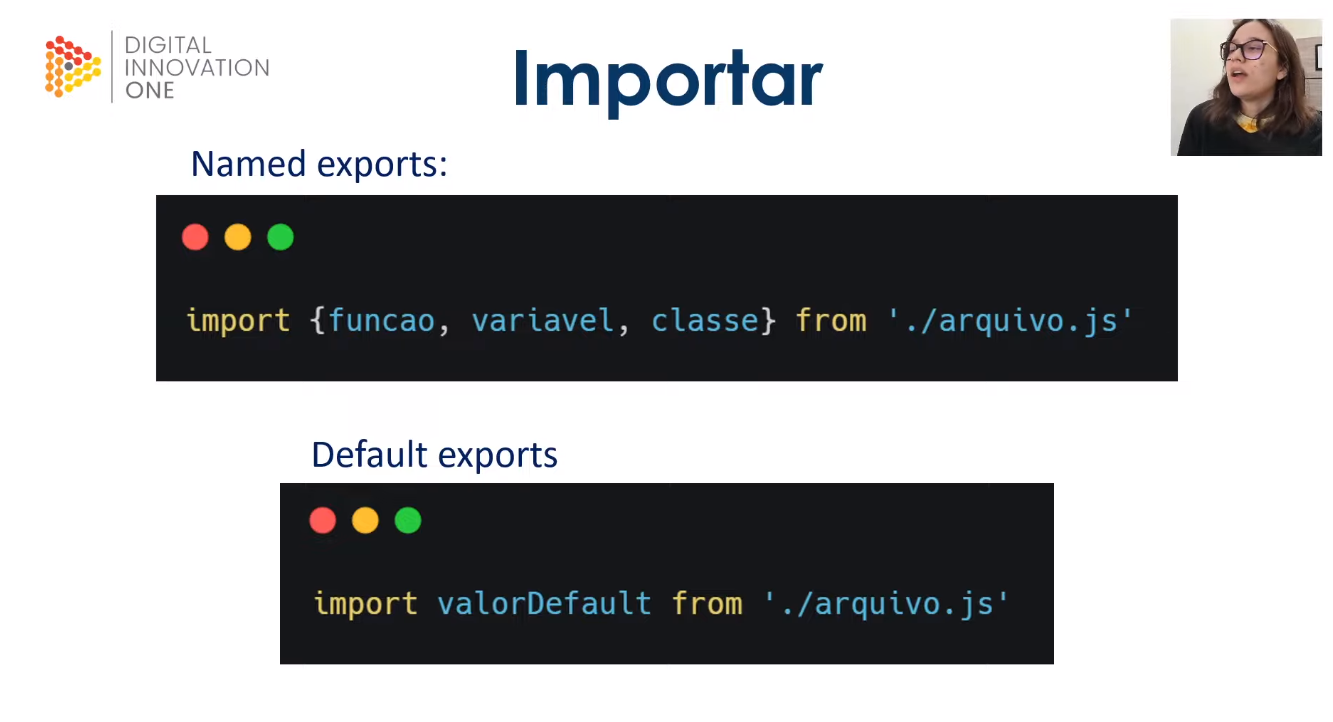 DIGITAL
INNOVATION
ONE
Importar
Named exports:
import {funcao, variavel, classe} from './arquivo.js'
Default exports
import valorDefault from './arquivo.js'